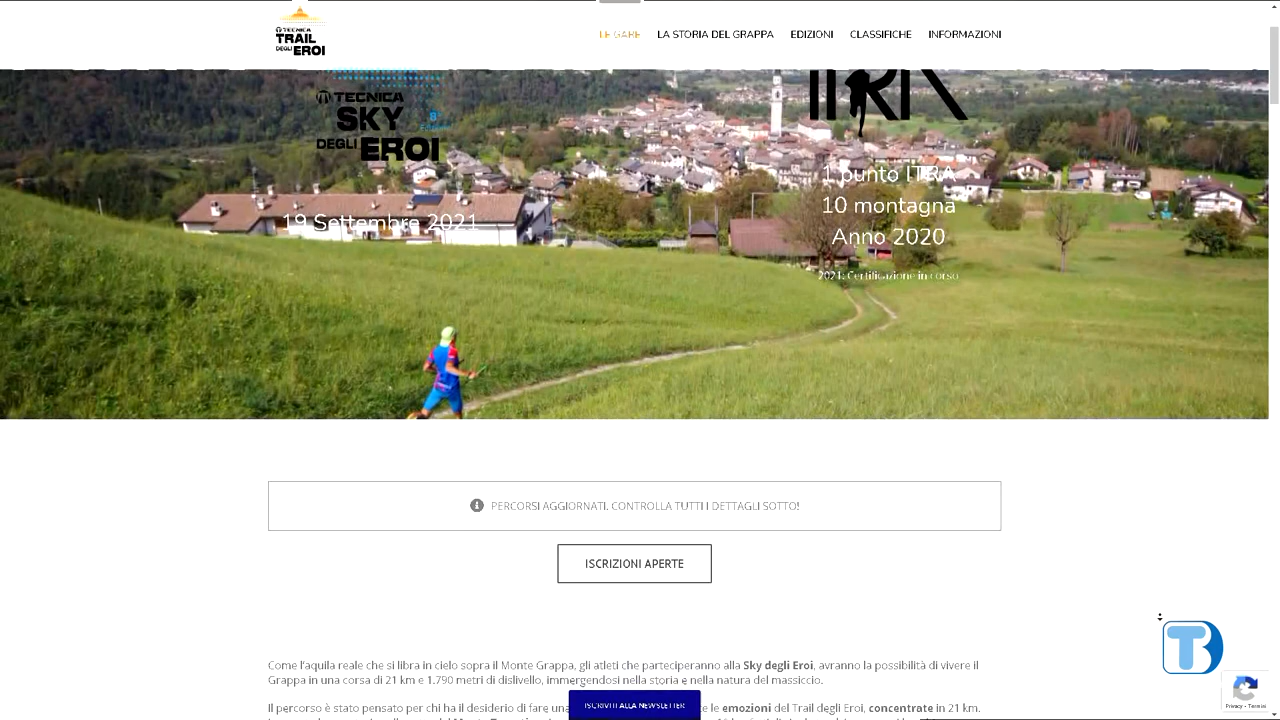 TECNICA
TRAIL
DEGLI EROI
LE GARE
LA STORIA DEL GRAPPA
EDIZIONI
CLASSIFICHE
INFORMAZIONI
TECNICA
SKY
8
DEGLI EROI
19 Settembre 2021
1 punto ITRA
10 montagna
Anno 2020
2021: Certificazione in corso
PERCORSI AGGIORNATI. CONTROLLA TUTTI I DETTAGLI SOTTO!
ISCRIZIONI APERTE
Come l'aquila reale che si libra in cielo sopra il Monte Grappa, gli atleti che parteciperanno alla Sky degli Eroi, avranno la possibilità di vivere il
Grappa in una corsa di 21 km e 1.790 metri di dislivello, immergendosi nella storia e nella natura del massiccio.
Il percorso è stato pensato per chi ha il desiderio di fare una le emozioni del Trail degli Eroi, concentrate in 21 km.
ISCRIVITI ALLA NEWSLETTER
TB
Privacy - Termini